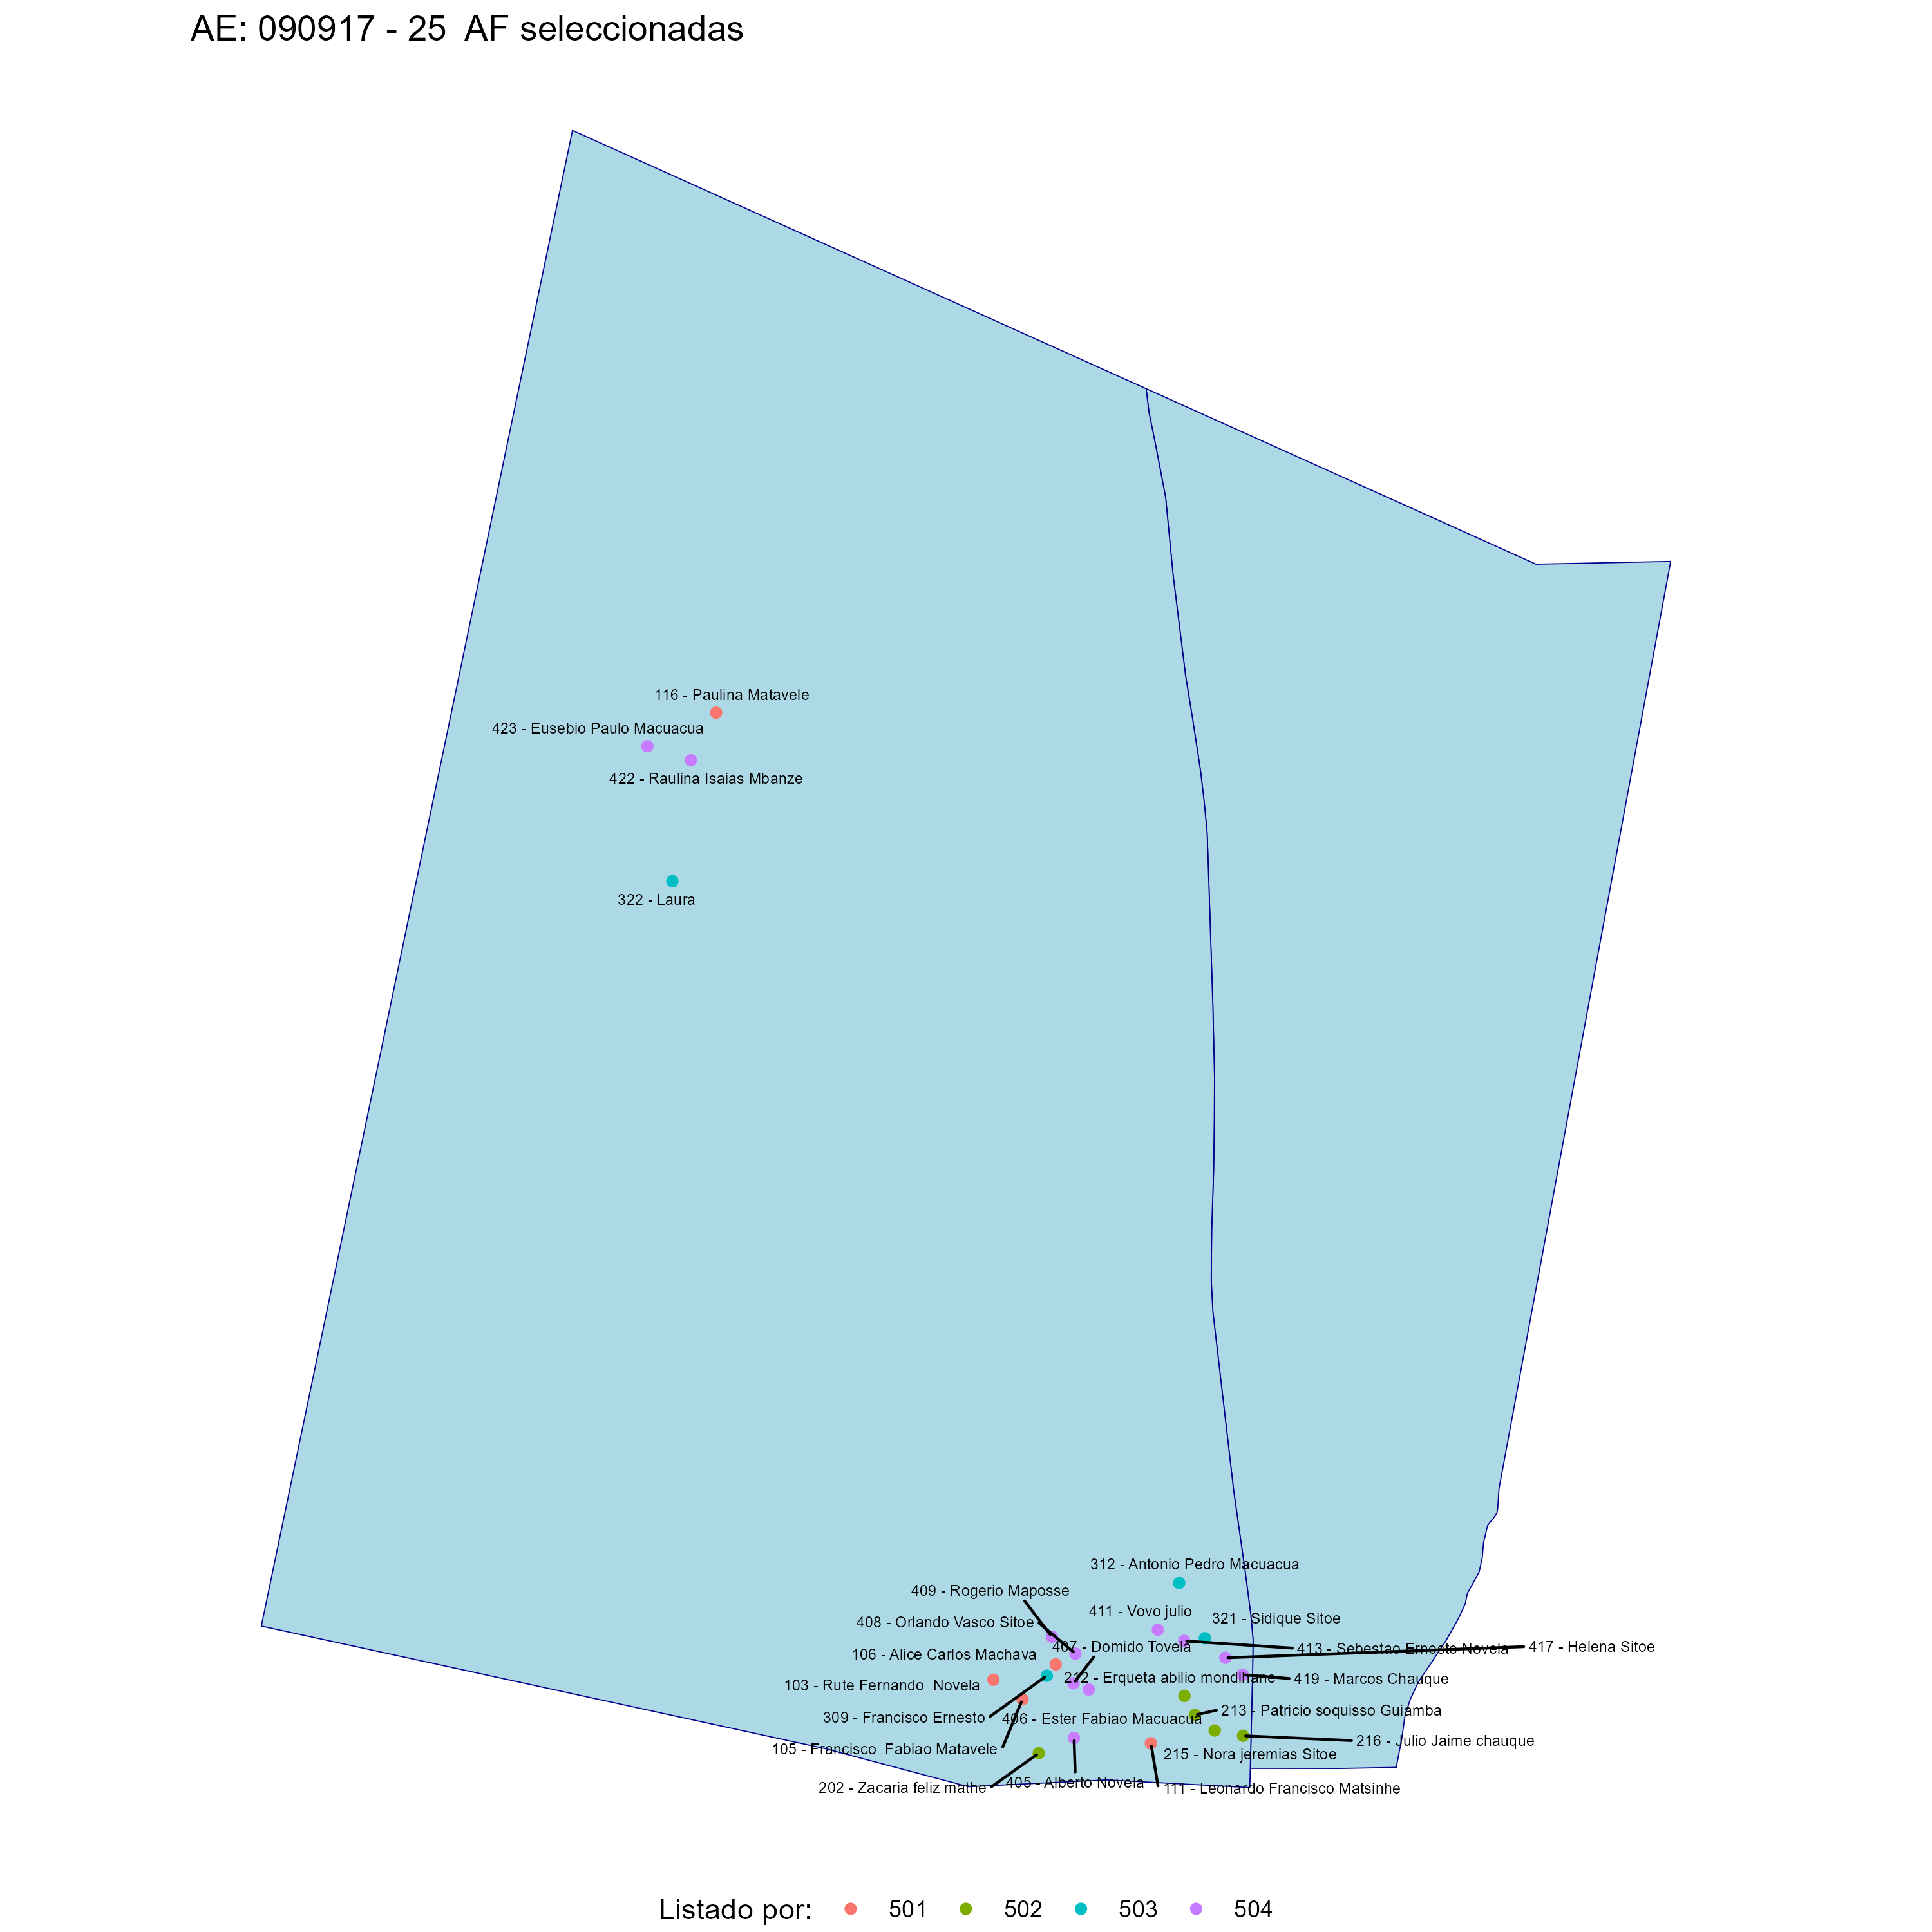 AE: 090917 - 25  AF seleccionadas
116 - Paulina Matavele
423 - Eusebio Paulo Macuacua
422 - Raulina Isaias Mbanze
322 - Laura
312 - Antonio Pedro Macuacua
409 - Rogerio Maposse
411 - Vovo julio
321 - Sidique Sitoe
408 - Orlando Vasco Sitoe
407 - Domido Tovela
413 - Sebestao Ernesto Novela
417 - Helena Sitoe
106 - Alice Carlos Machava
212 - Erqueta abilio mondlhane
419 - Marcos Chauque
103 - Rute Fernando  Novela
213 - Patricio soquisso Guiamba
309 - Francisco Ernesto
406 - Ester Fabiao Macuacua
216 - Julio Jaime chauque
105 - Francisco  Fabiao Matavele
215 - Nora jeremias Sitoe
202 - Zacaria feliz mathe
405 - Alberto Novela
111 - Leonardo Francisco Matsinhe
Listado por: 501 502 503 504